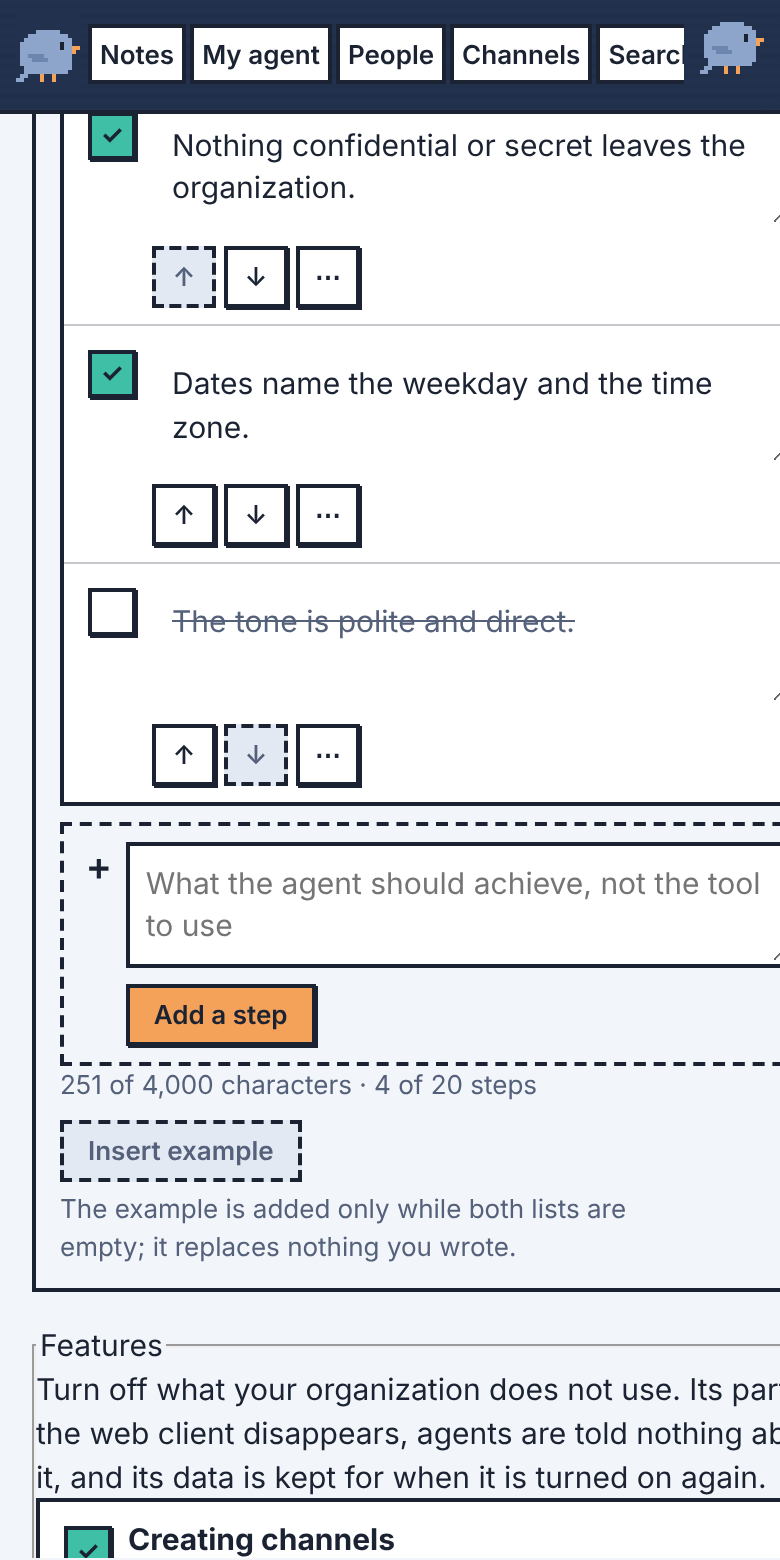 Notes My agent People Channels Search
Nothing confidential or secret leaves the
organization.
Dates name the weekday and the time
zone.
The tone is polite and direct.
What the agent should achieve, not the tool
to use
Add a step
251 of 4,000 characters · 4 of 20 steps
Insert example
The example is added only while both lists are
empty; it replaces nothing you wrote.
Features
Turn off what your organization does not use. Its
the web client disappears, agents are told nothing
it, and its data is kept for when it is turned on again.
Creating channels